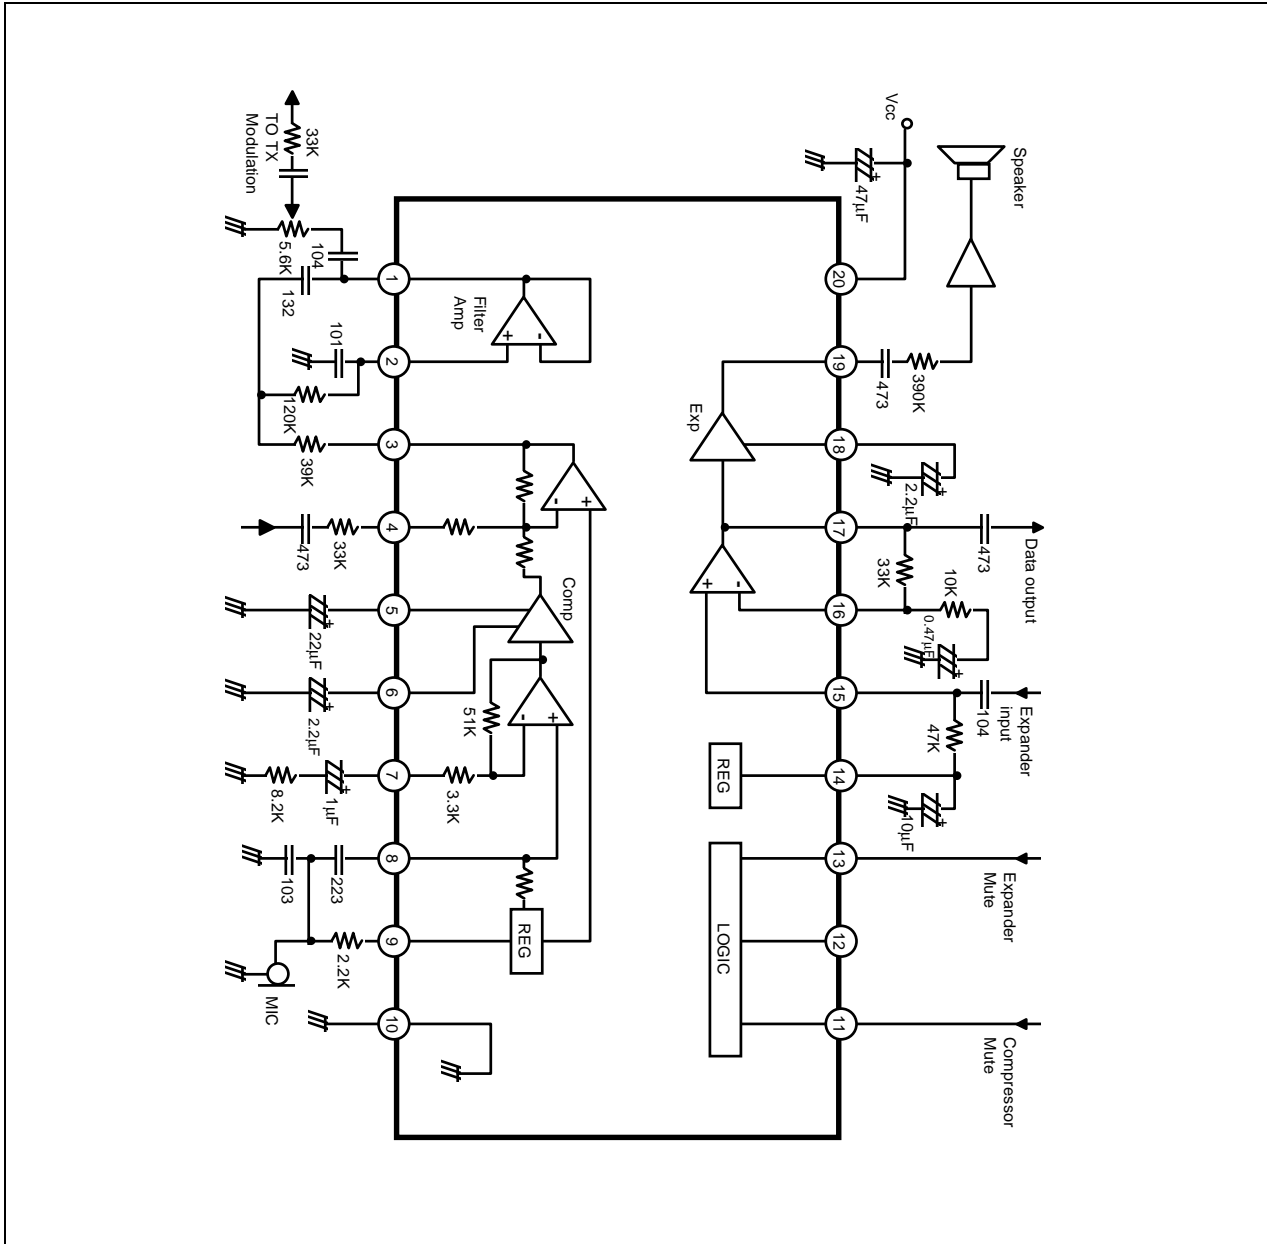 Speaker
Vcc
47µF
+
20
19
473
390K
Exp
18
2.2µF
+
17
473
Data output
33K
10K
16
0.47µF
+
+
-
15
104
Expander
input
47K
14
REG
10µF
+
13
Expander
Mute
LOGIC
12
11
Compressor
Mute
33K
TO TX
Modulation
5.6K
104
1
132
Filter
Amp
+
-
101
2
120K
3
39K
-
+
4
473
33K
Comp
5
22µF
+
6
2.2µF
+
51K
-
+
7
3.3K
1µF
+
8.2K
8
223
103
9
REG
2.2K
MIC
10